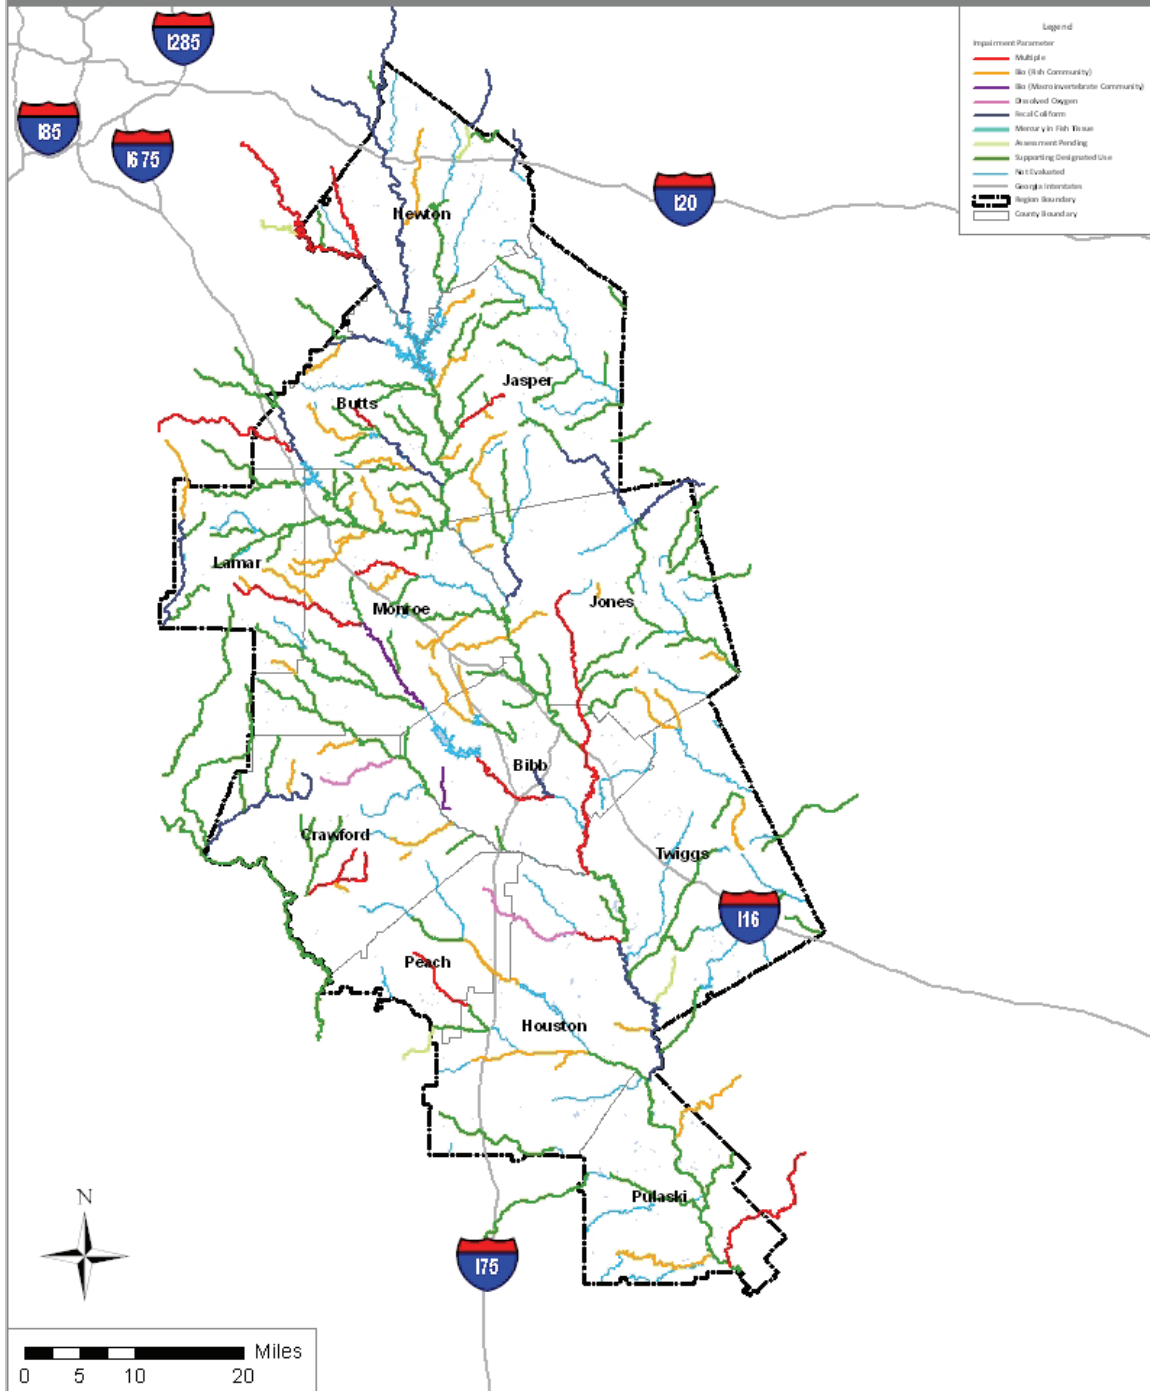 I285
I85
I675
I20
Legend
Impairment Parameter
Multiple
Bio (Fish Community)
Bio (Macroinvertebrate Community)
Dissolved Oxygen
Fecal Coliform
Mercury in Fish Tissue
Assessment Pending
Supporting Designated Use
Not Evaluated
Georgia Interstates
Region Boundary
County Boundary
Newton
Jasper
Butts
Lamar
Monroe
Jones
Bibb
Crawford
Twiggs
I16
Peach
Houston
Pulaski
N
I75
Miles
0 5 10 20